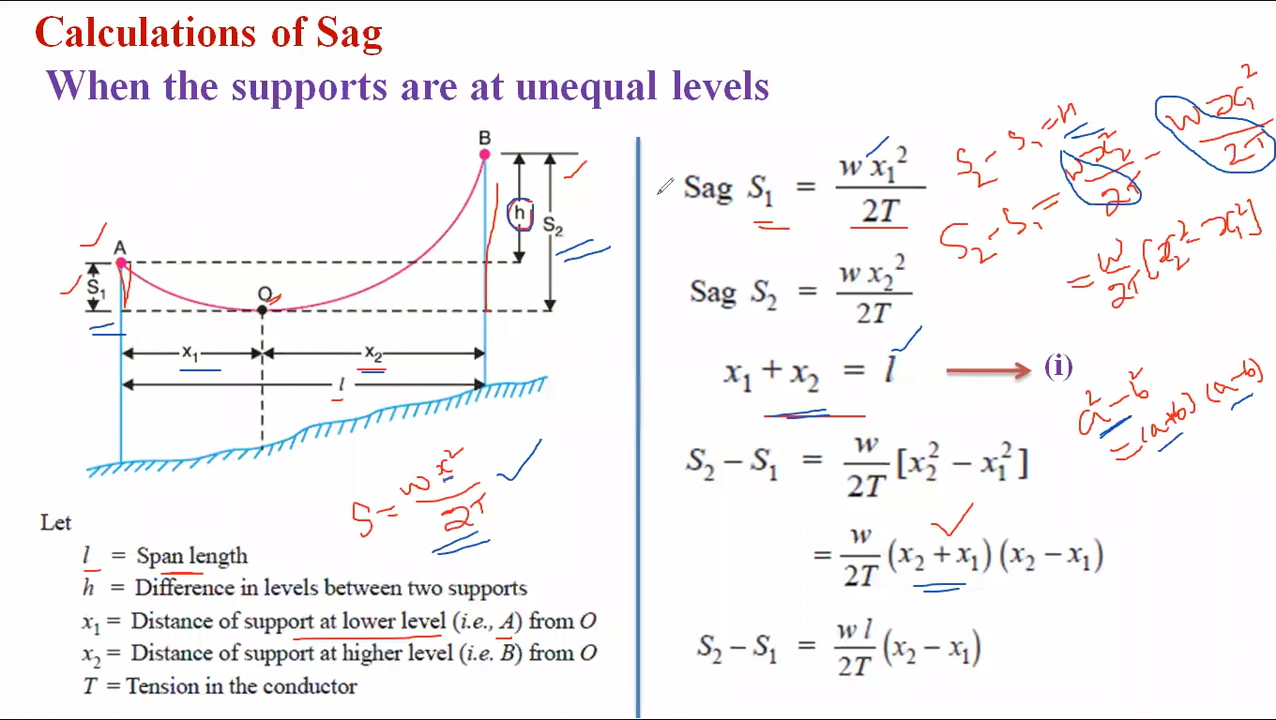 Calculations of Sag
When the supports are at unequal levels
B
A
h
S₂
S₁
O
x₁
x₂
l
S = wx²/2T
Let
l = Span length
h = Difference in levels between two supports
x₁ = Distance of support at lower level (i.e., A) from O
x₂ = Distance of support at higher level (i.e. B) from O
T = Tension in the conductor
Sag S₁ = w x₁²/2T
Sag S₂ = w x₂²/2T
x₁ + x₂ = l (i)
S₂ – S₁ = w/2T [x₂² – x₁²]
= w/2T (x₂ + x₁) (x₂ – x₁)
S₂ – S₁ = w l/2T (x₂ – x₁)
S₂ – S₁ = h
S₂ – S₁ = wx₂²/2T – wx₁²/2T
= w/2T [x₂² – x₁²]
a² – b²
= (a+b) (a–b)